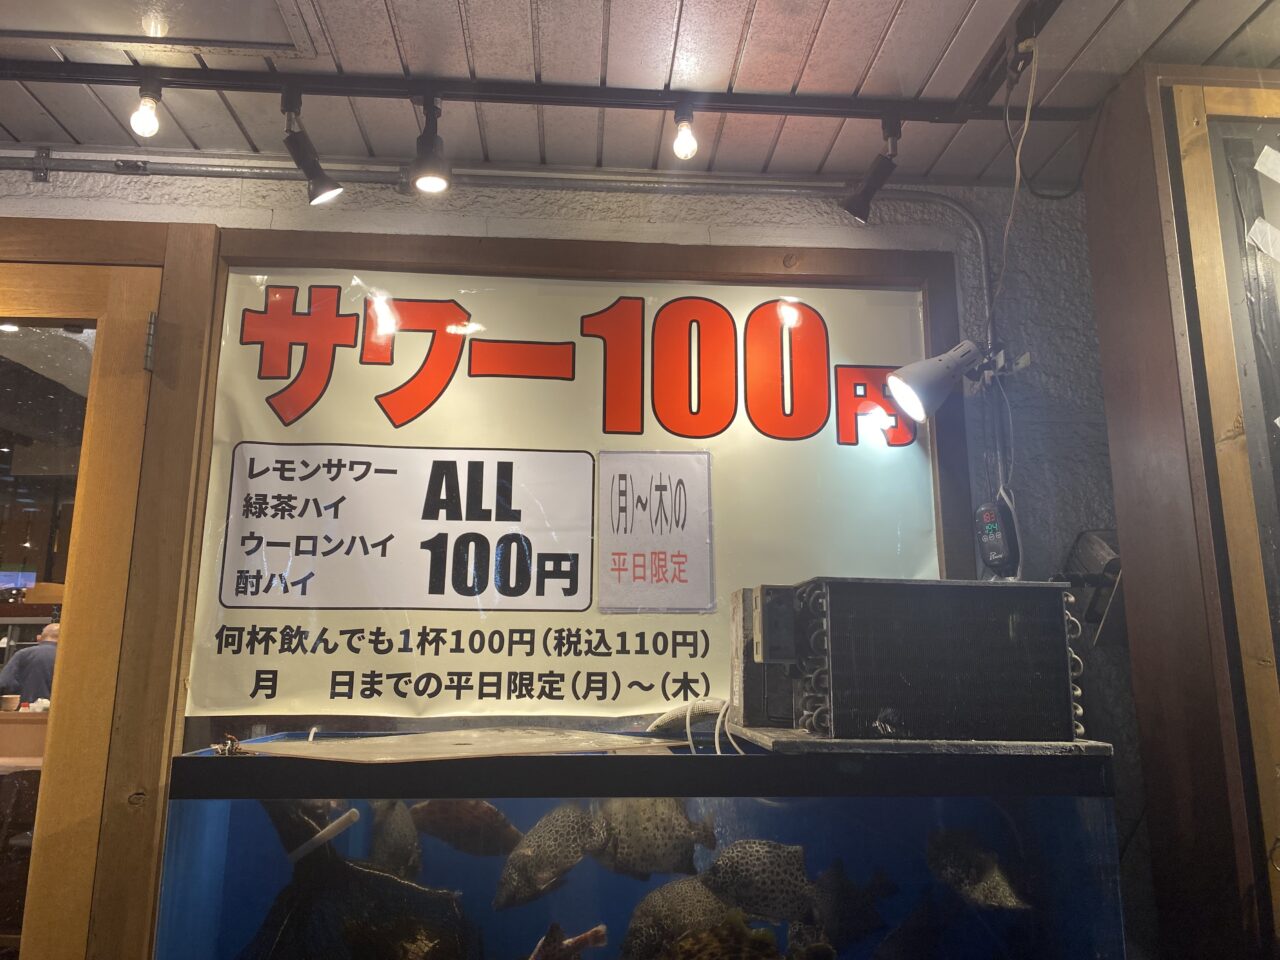 サワー100円
レモンサワー
緑茶ハイ
ウーロンハイ
酎ハイ
ALL
100円
(月)～(木)の
平日限定
何杯飲んでも1杯100円(税込110円)
月　　日までの平日限定(月)～(木)